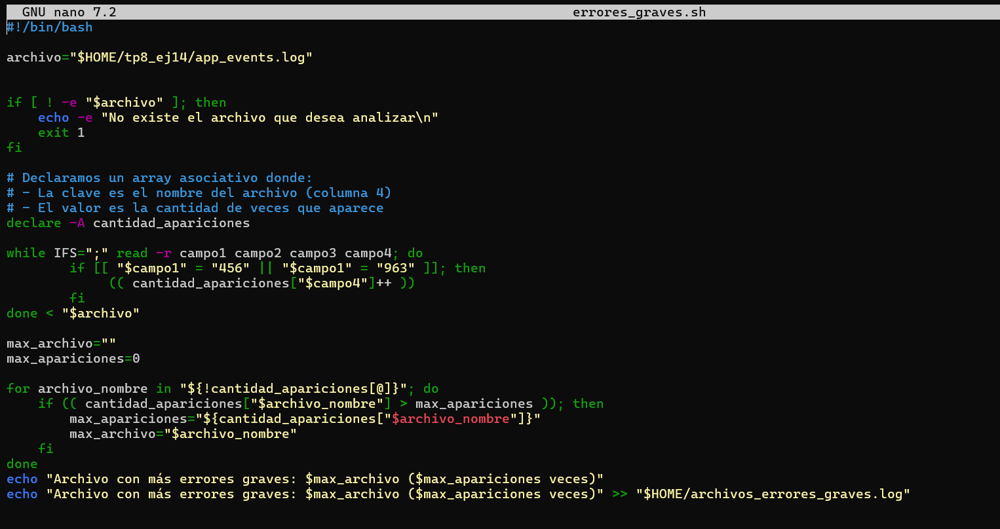 GNU nano 7.2 errores_graves.sh
#!/bin/bash
archivo="$HOME/tp8_ej14/app_events.log"
if [ ! -e "$archivo" ]; then
    echo -e "No existe el archivo que desea analizar\n"
    exit 1
fi
# Declaramos un array asociativo donde:
# - La clave es el nombre del archivo (columna 4)
# - El valor es la cantidad de veces que aparece
declare -A cantidad_apariciones
while IFS=";" read -r campo1 campo2 campo3 campo4; do
        if [[ "$campo1" = "456" || "$campo1" = "963" ]]; then
             (( cantidad_apariciones["$campo4"]++ ))
        fi
done < "$archivo"
max_archivo=""
max_apariciones=0
for archivo_nombre in "${!cantidad_apariciones[@]}"; do
    if (( cantidad_apariciones["$archivo_nombre"] > max_apariciones )); then
        max_apariciones="${cantidad_apariciones["$archivo_nombre"]}"
        max_archivo="$archivo_nombre"
    fi
done
echo "Archivo con más errores graves: $max_archivo ($max_apariciones veces)"
echo "Archivo con más errores graves: $max_archivo ($max_apariciones veces)" >> "$HOME/archivos_errores_graves.log"